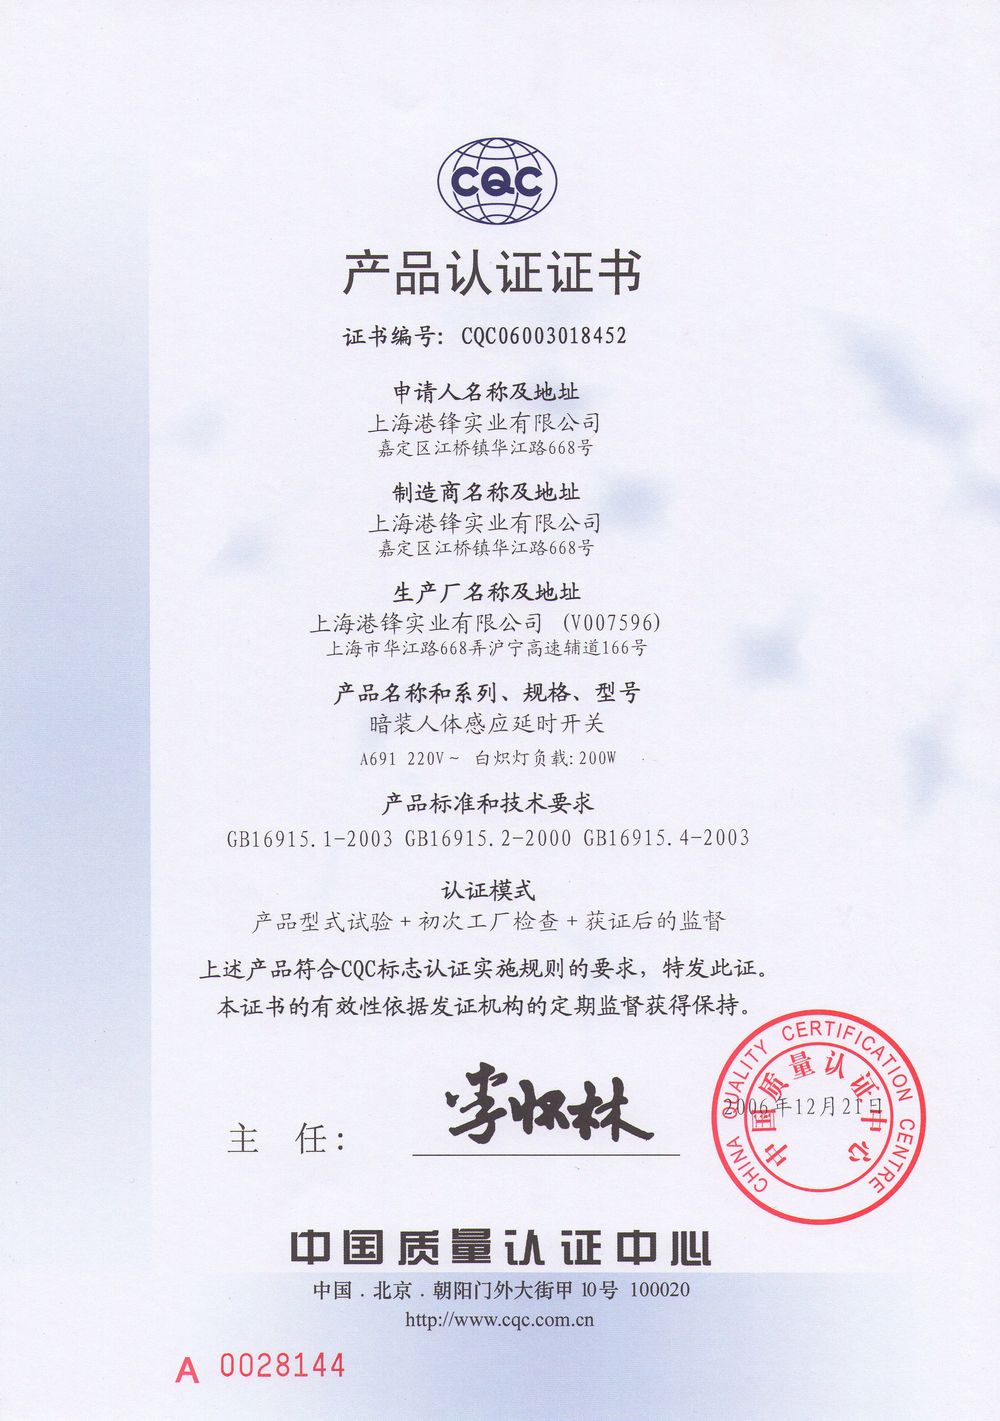 CQC
产品认证证书
证书编号: CQC06003018452
申请人名称及地址
上海港锋实业有限公司
嘉定区江桥镇华江路668号
制造商名称及地址
上海港锋实业有限公司
嘉定区江桥镇华江路668号
生产厂名称及地址
上海港锋实业有限公司 (V007596)
上海市华江路668弄沪宁高速辅道166号
产品名称和系列、规格、型号
暗装人体感应延时开关
A691 220V~ 白炽灯负载:200W
产品标准和技术要求
GB16915.1-2003 GB16915.2-2000 GB16915.4-2003
认证模式
产品型式试验+初次工厂检查+获证后的监督
上述产品符合CQC标志认证实施规则的要求，特发此证。
本证书的有效性依据发证机构的定期监督获得保持。
CHINA QUALITY CERTIFICATION CENTRE
中国质量认证中心
2006年12月21日
主 任: 李怀林
中国质量认证中心
中国.北京.朝阳门外大街甲10号 100020
http://www.cqc.com.cn
A 0028144